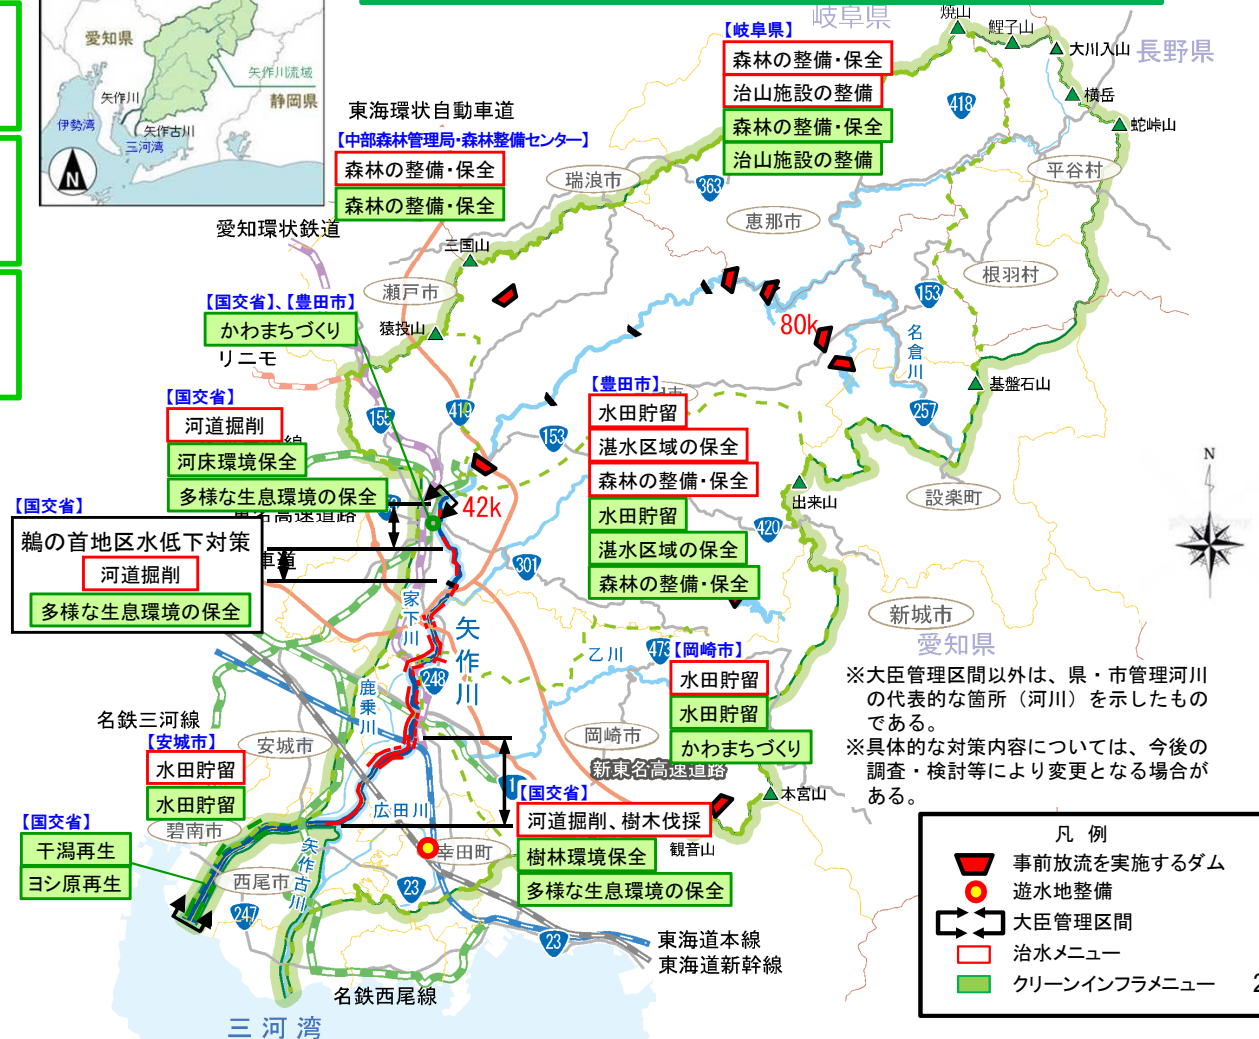 愛知県
矢作川流域
静岡県
矢作川
伊勢湾
矢作古川
三河湾
N
岐阜県
長野県
焼山
鯉子山
大川入山
横岳
蛇峠山
平谷村
418
【岐阜県】
森林の整備・保全
治山施設の整備
森林の整備・保全
治山施設の整備
東海環状自動車道
【中部森林管理局・森林整備センター】
森林の整備・保全
森林の整備・保全
愛知環状鉄道
瑞浪市
363
恵那市
三国山
瀬戸市
根羽村
153
80k
名倉川
【国交省】、【豊田市】
かわまちづくり
猿投山
リニモ
基盤石山
257
【国交省】
河道掘削
線
河床環境保全
多様な生息環境の保全
155
419
153
【豊田市】
市
水田貯留
湛水区域の保全
森林の整備・保全
水田貯留
湛水区域の保全
森林の整備・保全
設楽町
出来山
420
N
42k
高速道路
【国交省】
鵜の首地区水低下対策
河道掘削
多様な生息環境の保全
車道
301
家下川
矢作川
新城市
愛知県
乙川
473
【岡崎市】
水田貯留
水田貯留
かわまちづくり
248
鹿乗川
岡崎市
新東名高速道路
本宮山
観音山
※大臣管理区間以外は、県・市管理河川
の代表的な箇所（河川）を示したもの
である。
※具体的な対策内容については、今後の
調査・検討等により変更となる場合が
ある。
名鉄三河線
安城市
【安城市】
水田貯留
水田貯留
碧南市
1
広田川
【国交省】
河道掘削、樹木伐採
樹林環境保全
多様な生息環境の保全
幸田町
【国交省】
干潟再生
ヨシ原再生
矢作古川
西尾市
247
23
23
東海道本線
東海道新幹線
名鉄西尾線
三河湾
凡 例
事前放流を実施するダム
遊水地整備
大臣管理区間
治水メニュー
クリーンインフラメニュー
2